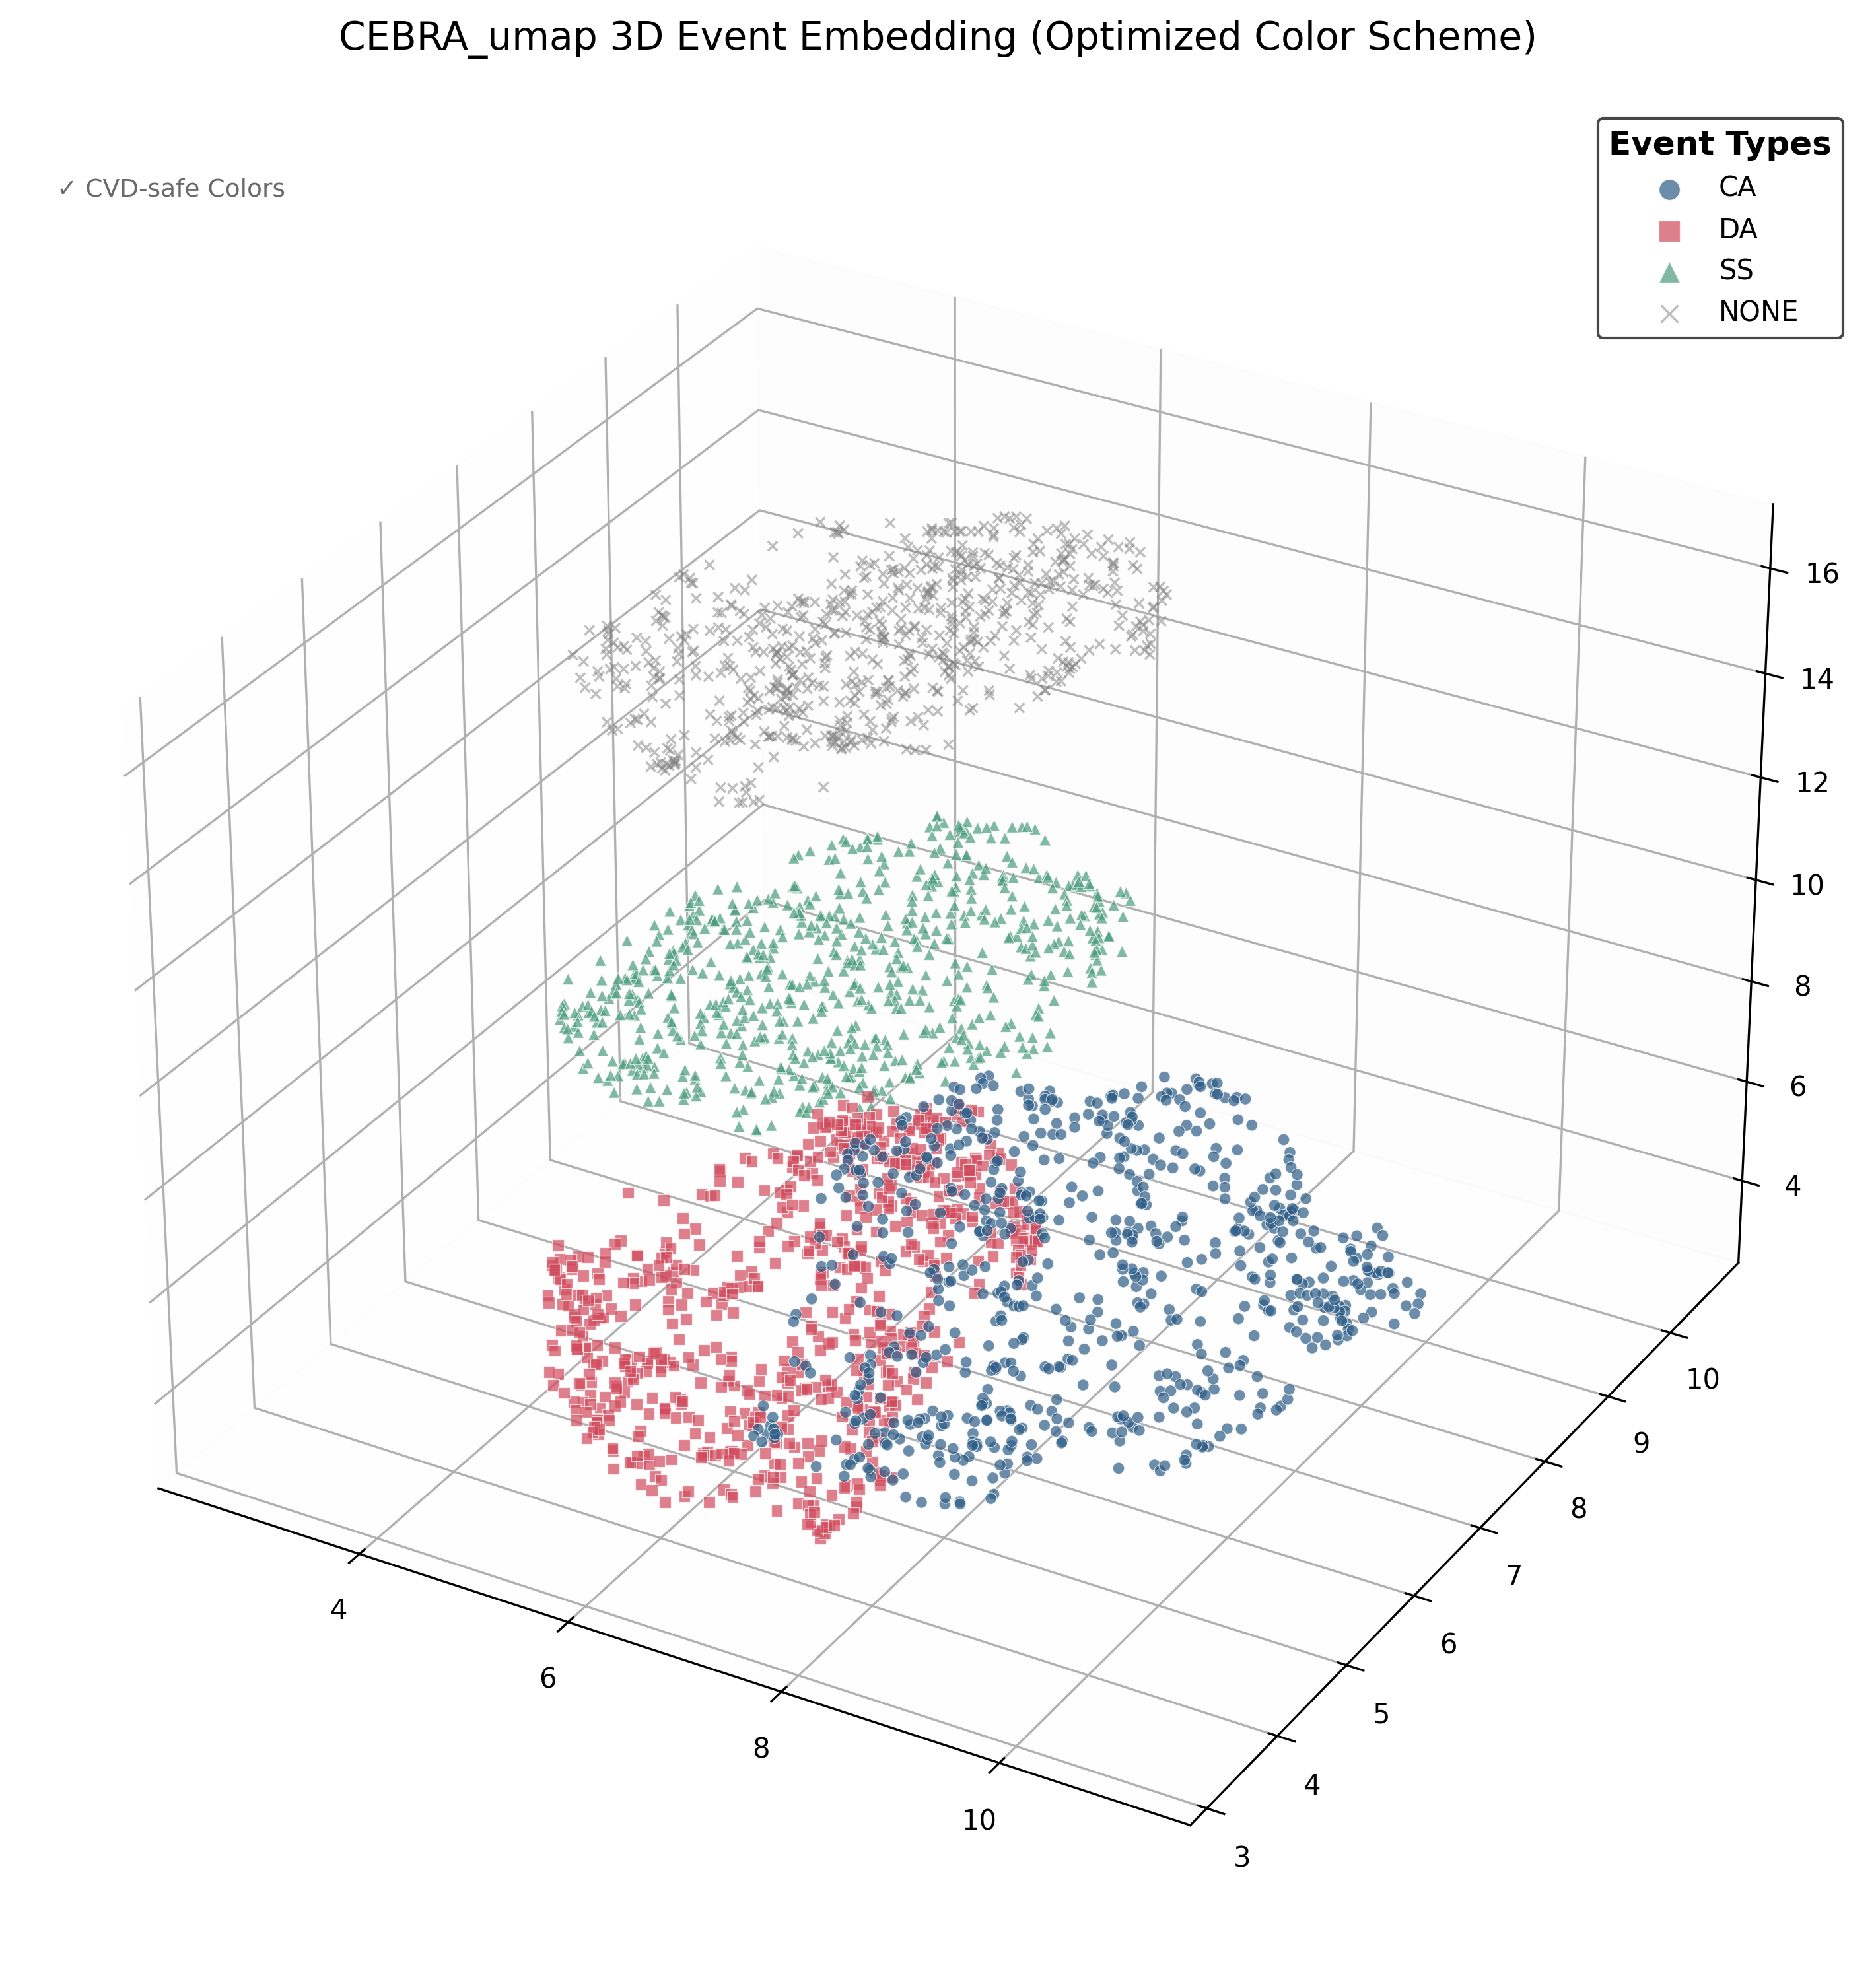 CEBRA_umap 3D Event Embedding (Optimized Color Scheme)
✓ CVD-safe Colors
Event Types
CA
DA
SS
NONE
16
14
12
10
8
6
4
10
9
8
7
6
5
4
3
4
6
8
10